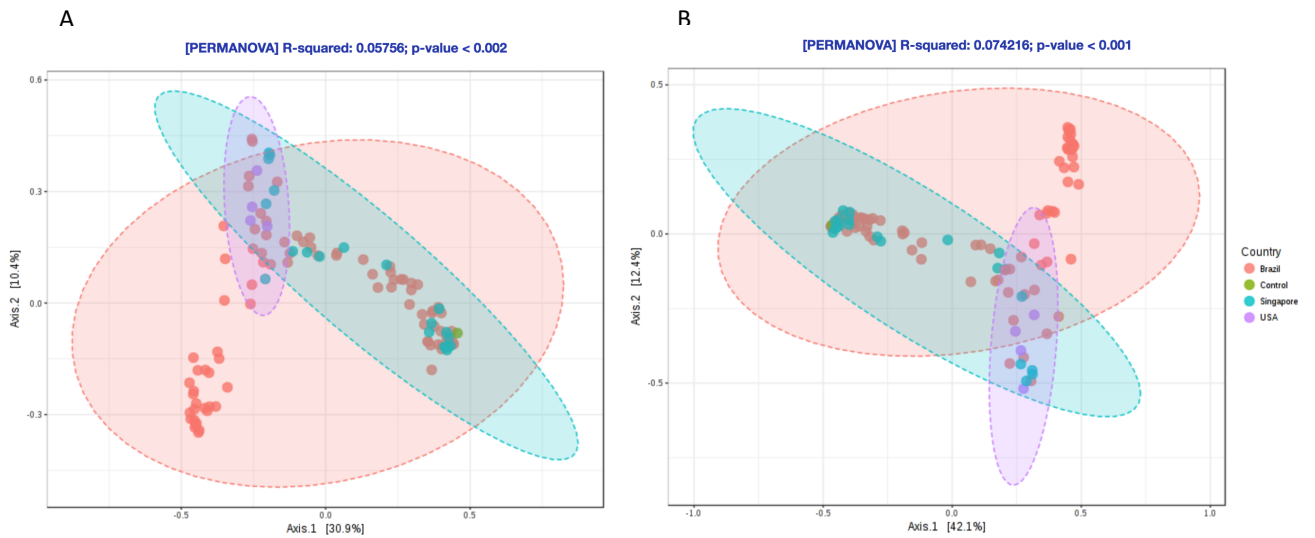 A
B
[PERMANOVA] R-squared: 0.05756; p-value < 0.002
[PERMANOVA] R-squared: 0.074216; p-value < 0.001
0.6
0.3
0.0
-0.3
Axis.2 [10.4%]
-0.5
0.0
0.5
Axis.1 [30.9%]
0.5
0.0
-0.5
Axis.2 [12.4%]
-1.0
-0.5
0.0
0.5
1.0
Axis.1 [42.1%]
Country
Brazil
Control
Singapore
USA